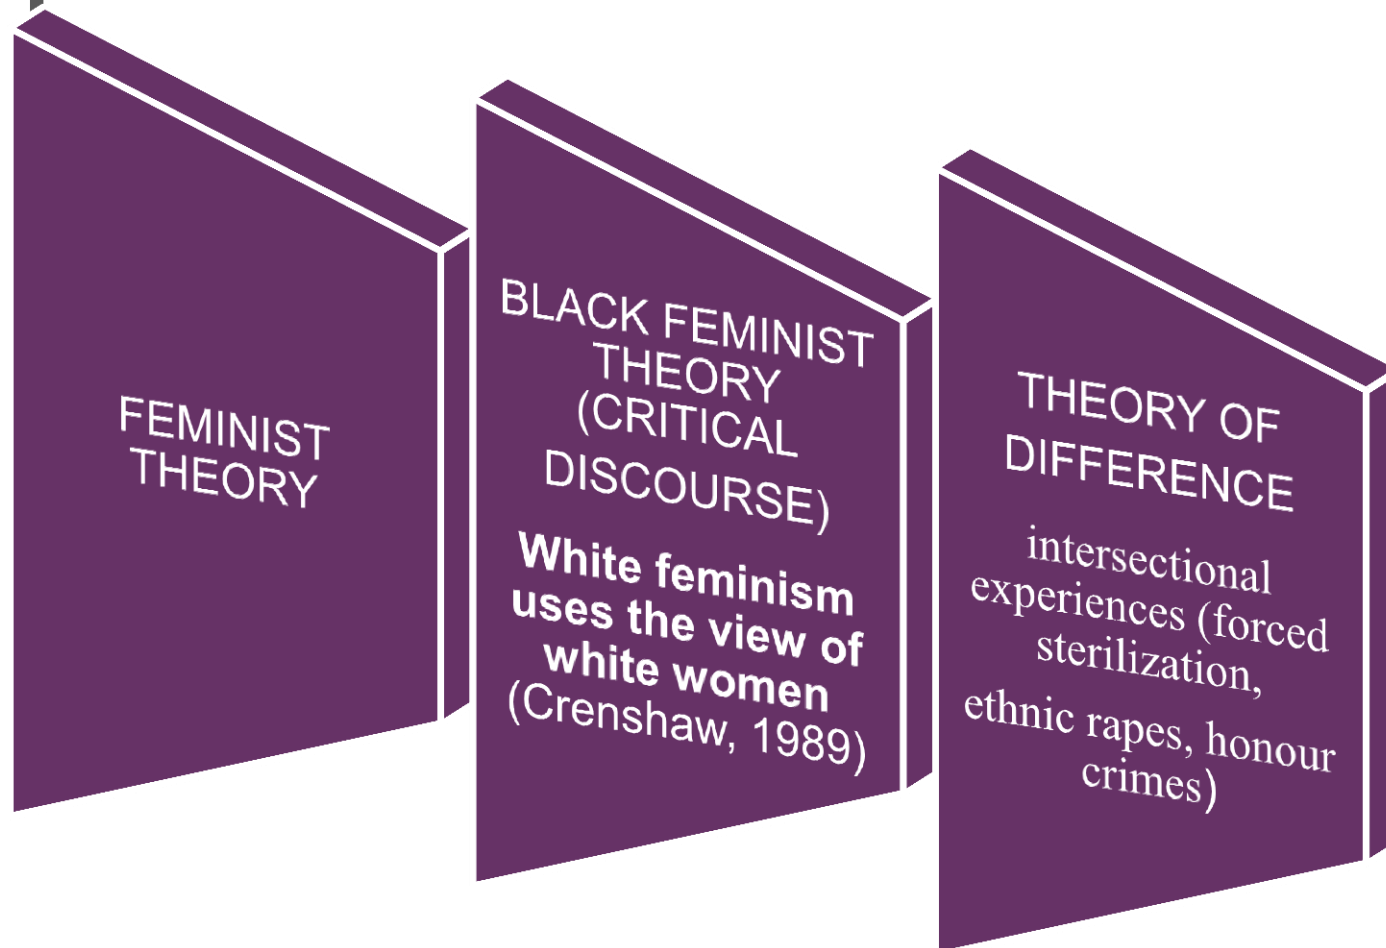 FEMINIST
THEORY
BLACK FEMINIST
THEORY
(CRITICAL
DISCOURSE)
White feminism
uses the view of
white women
(Crenshaw, 1989)
THEORY OF
DIFFERENCE
intersectional
experiences (forced
sterilization,
ethnic rapes, honour
crimes)